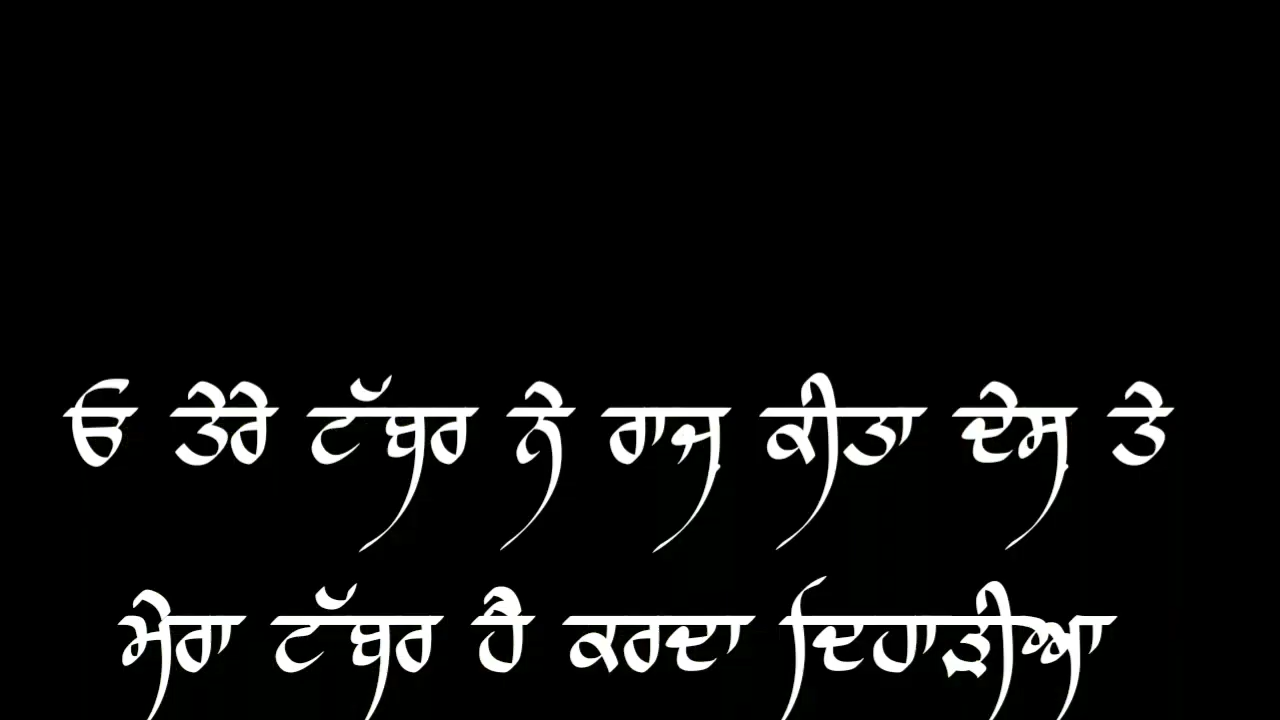 ਓ ਤੇਰੇ ਟੱਬਰ ਨੇ ਰਾਜ਼ ਕੀਤਾ ਦੇਸ਼ ਤੇ
ਮੇਰਾ ਟੱਬਰ ਹੈ ਕਰਦਾ ਦਿਹਾੜੀਆ